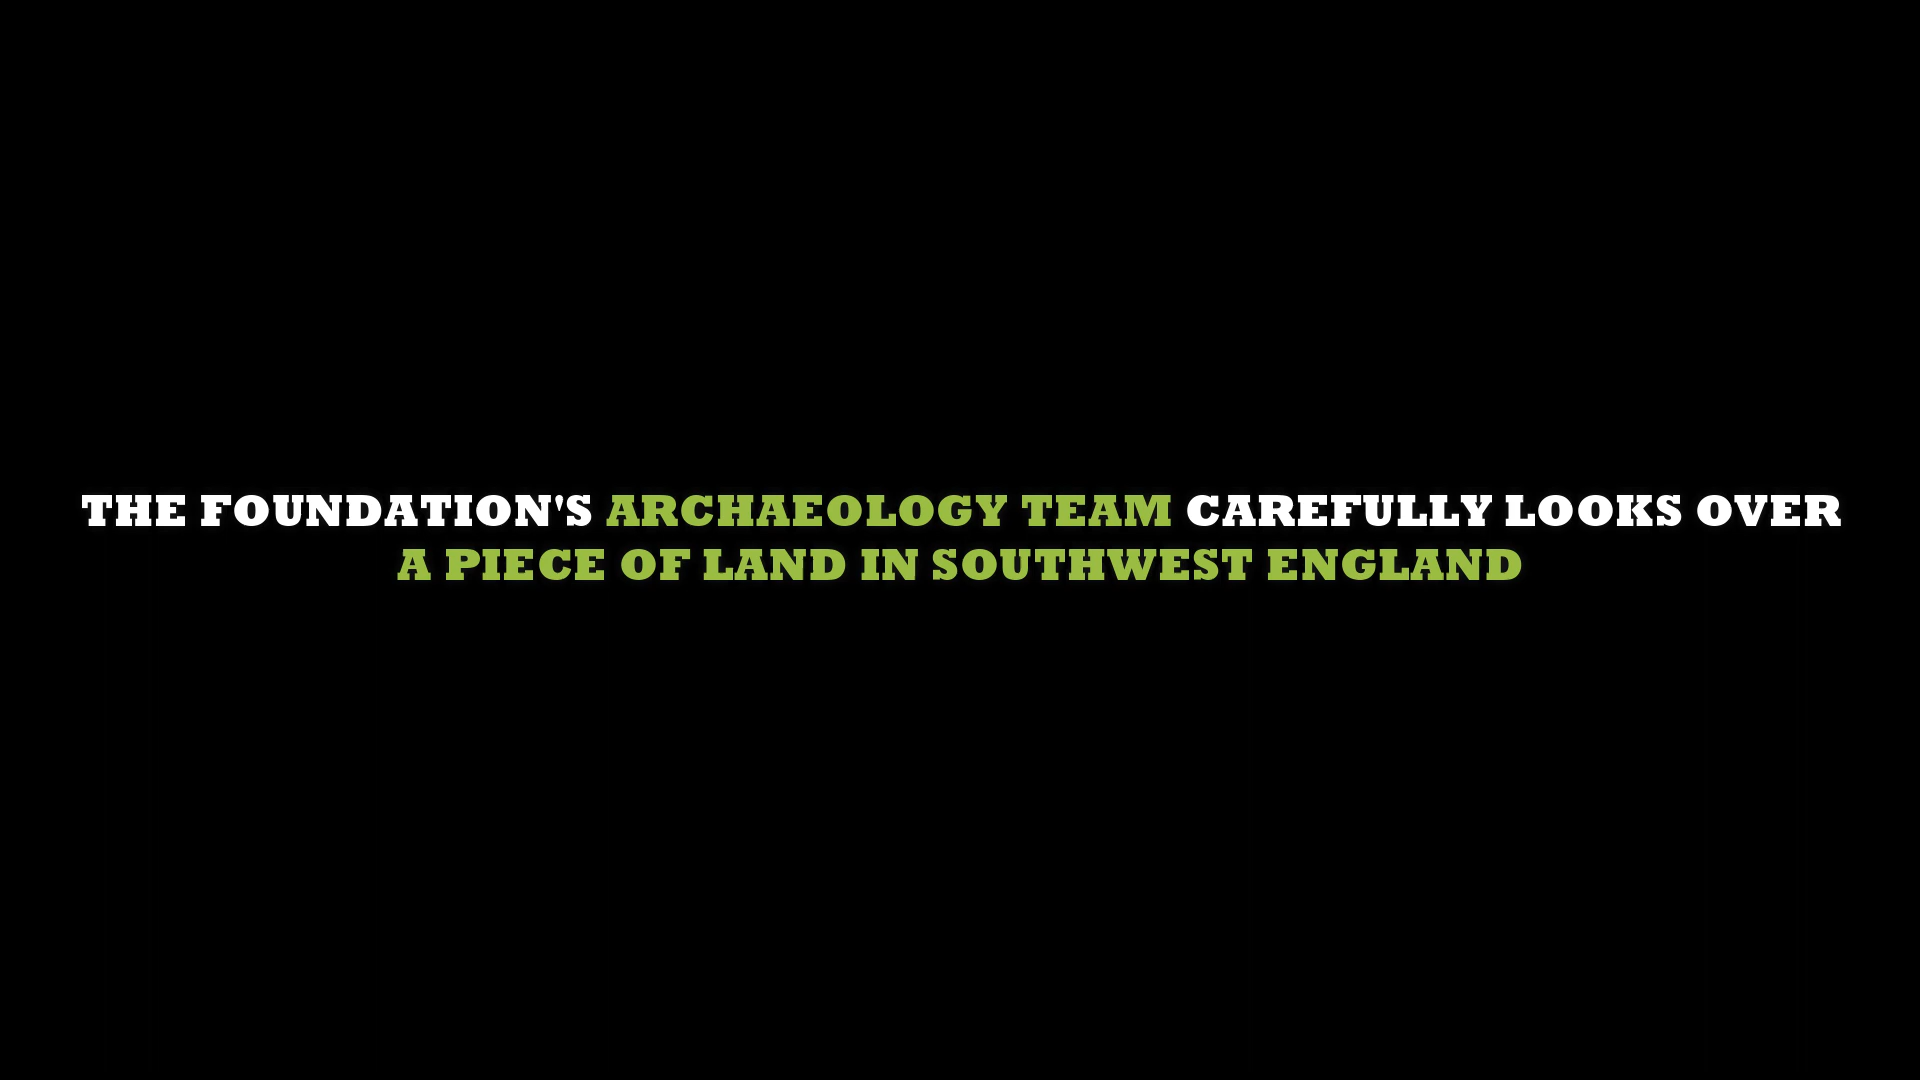 THE FOUNDATION'S ARCHAEOLOGY TEAM CAREFULLY LOOKS OVER
A PIECE OF LAND IN SOUTHWEST ENGLAND